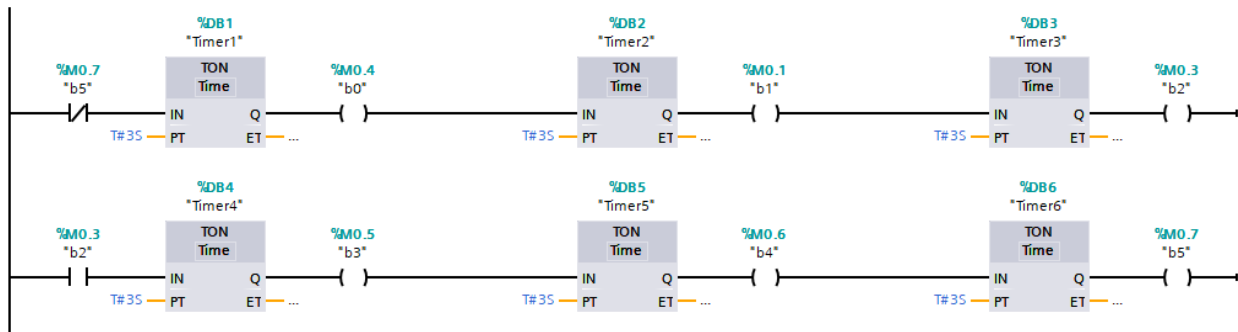 %DB1 %DB2 %DB3
"Timer1" "Timer2" "Timer3"
%M0.7 TON %M0.4 TON %M0.1 TON %M0.3
"b5" Time "b0" Time "b1" Time "b2"
IN Q IN Q IN Q
T#3S PT ET ... T#3S PT ET ... T#3S PT ET ...
%DB4 %DB5 %DB6
"Timer4" "Timer5" "Timer6"
%M0.3 TON %M0.5 TON %M0.6 TON %M0.7
"b2" Time "b3" Time "b4" Time "b5"
IN Q IN Q IN Q
T#3S PT ET ... T#3S PT ET ... T#3S PT ET ...